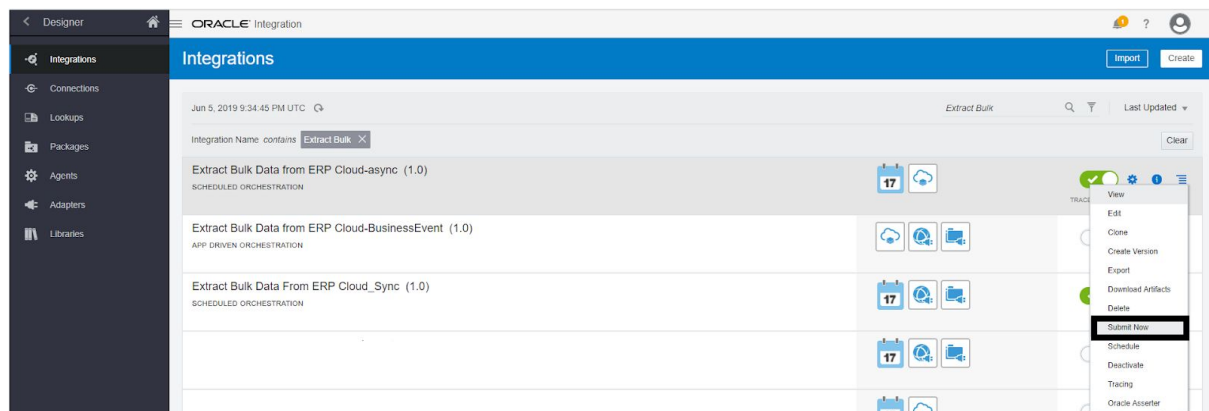 Designer
ORACLE Integration
1
?
Integrations
Connections
Lookups
Packages
Agents
Adapters
Libraries
Integrations
Import
Create
Jun 5, 2019 9:34:45 PM UTC
Extract Bulk
Last Updated
Integration Name contains Extract Bulk
Clear
Extract Bulk Data from ERP Cloud-async (1.0)
SCHEDULED ORCHESTRATION
17
TRACE
Extract Bulk Data from ERP Cloud-BusinessEvent (1.0)
APP DRIVEN ORCHESTRATION
Extract Bulk Data From ERP Cloud_Sync (1.0)
SCHEDULED ORCHESTRATION
17
17
17
View
Edit
Clone
Create Version
Export
Download Artifacts
Delete
Submit Now
Schedule
Deactivate
Tracing
Oracle Asserter